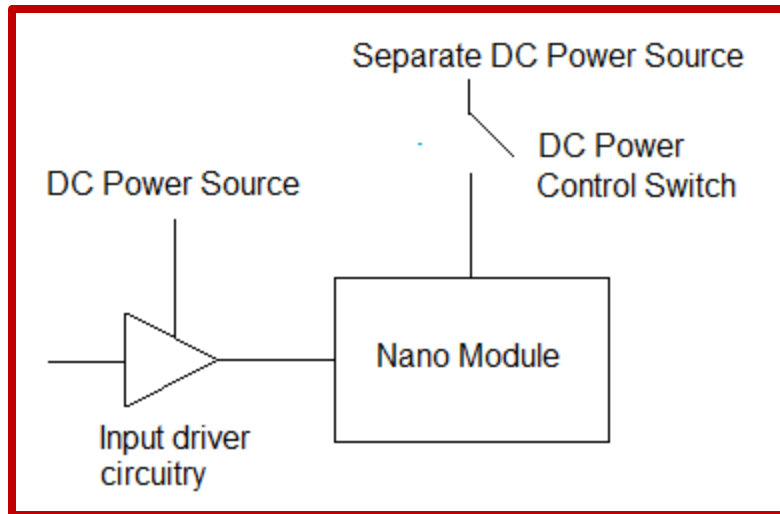 Separate DC Power Source
DC Power
Control Switch
DC Power Source
Nano Module
Input driver
circuitry